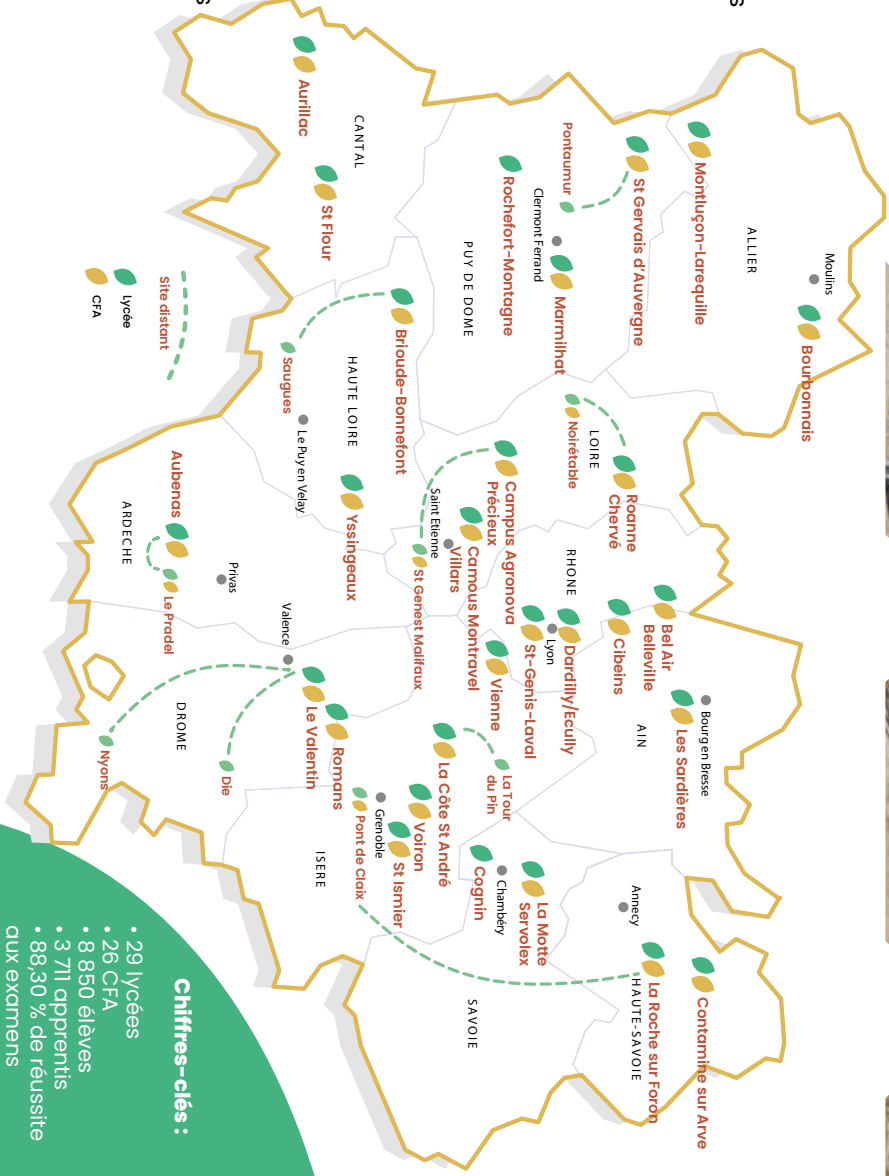 s
s
ALLIER
Moulins
Bourbonnais
Montluçon-Larequille
St Gervais d'Auvergne
Pontaumur
Clermont Ferrand
Marmilhat
Rochefort-Montagne
PUY DE DOME
CANTAL
Aurillac
St Flour
Site distant
Lycée
CFA
Brioude-Bonnefont
HAUTE LOIRE
Saugues
Le Puy en Velay
Yssingeaux
LOIRE
Noirétable
Roanne
Chervé
Campus Agronova
Précieux
Saint Etienne
Villars
Camous Montravel
St Genest Malifaux
RHONE
Bel Air
Belleville
Cibeins
Dardilly/Ecully
Lyon
St-Genis-Laval
Vienne
AIN
Bourg en Bresse
Les Sardières
ARDECHE
Aubenas
Le Pradel
Privas
Valence
DROME
Le Valentin
Romans
Die
Nyons
ISERE
La Tour
du Pin
La Côte St André
Voiron
St Ismier
Grenoble
Pont de Claix
SAVOIE
Chambéry
Cognin
La Motte
Servolex
HAUTE-SAVOIE
Annecy
La Roche sur Foron
Contamine sur Arve
Chiffres-clés :
• 29 lycées
• 26 CFA
• 8 850 élèves
• 3 711 apprentis
• 88,30 % de réussite
aux examens